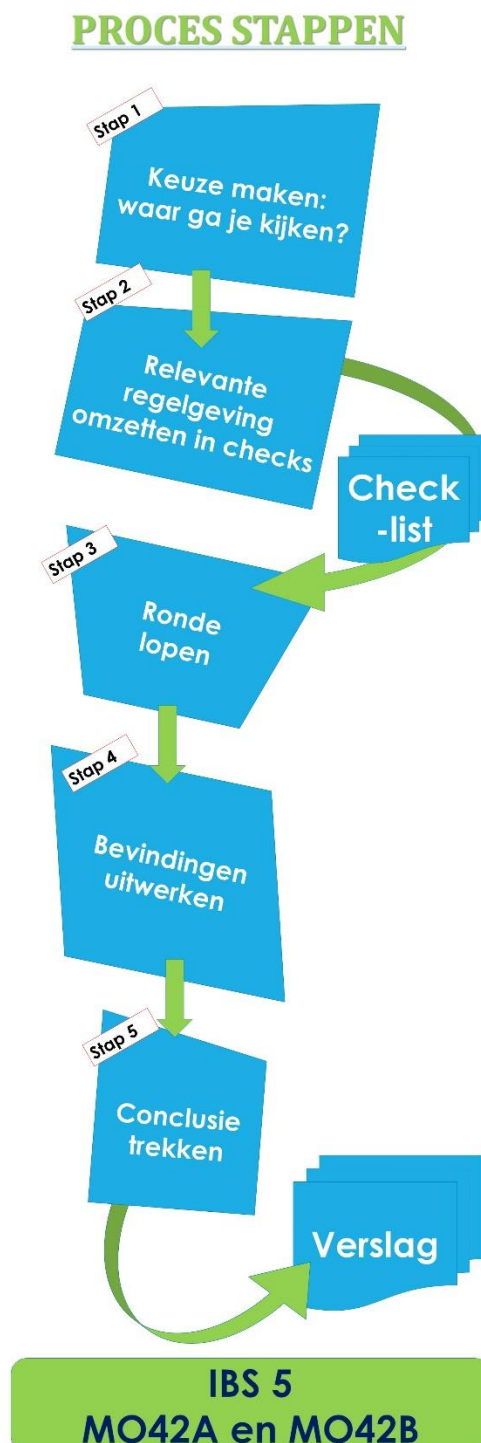 PROCES STAPPEN
Stap 1
Keuze maken:
waar ga je kijken?
Stap 2
Relevante
regelgeving
omzetten in checks
Check
-list
Stap 3
Ronde
lopen
Stap 4
Bevindingen
uitwerken
Stap 5
Conclusie
trekken
Verslag
IBS 5
MO42A en MO42B